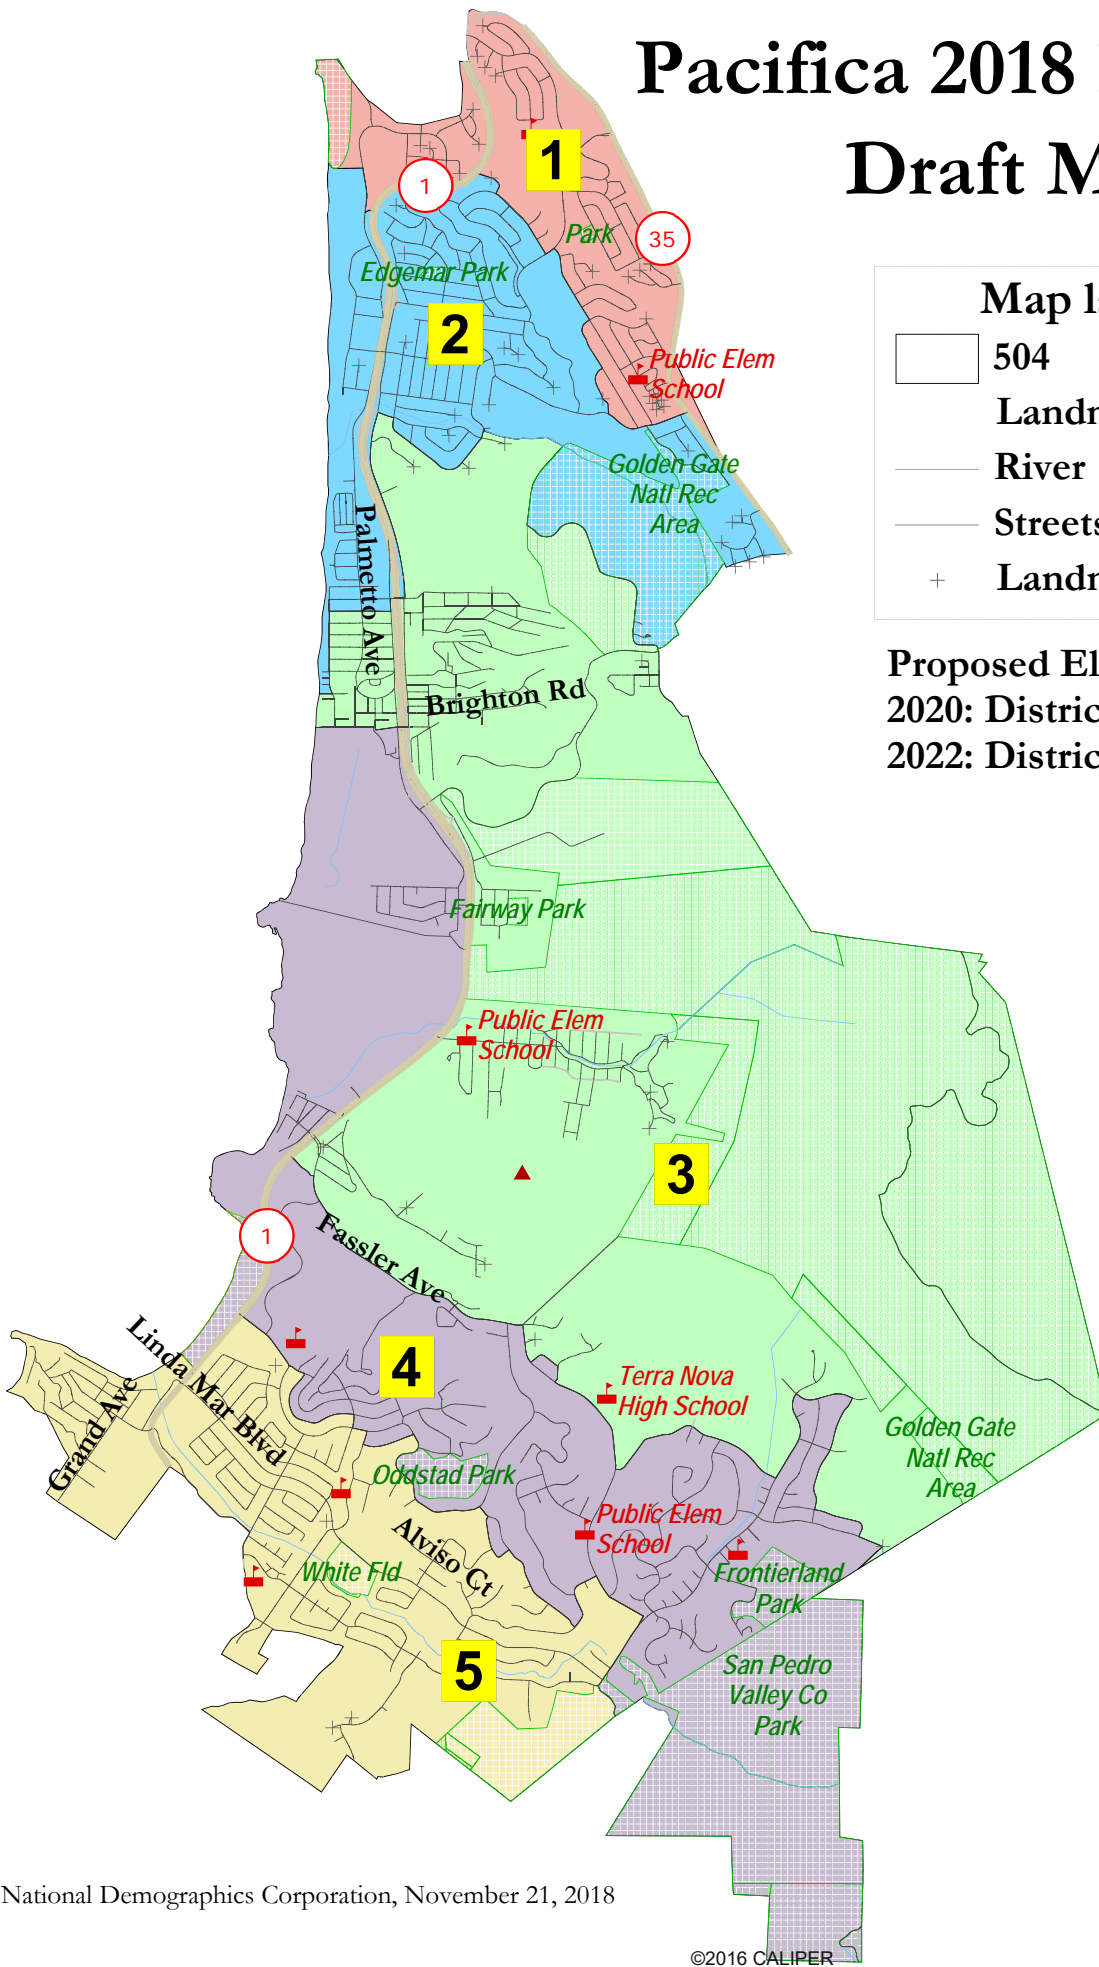 Pacifica 2018
Draft M
1
1
Park
35
Edgemar Park
2
Public Elem
School
Map l
504
Landr
River
Streets
Landr
Golden Gate
Natl Rec
Area
Palmetto Ave
Brighton Rd
Proposed El
2020: Distric
2022: Distric
Fairway Park
Public Elem
School
3
1
Fassler Ave
Linda Mar Blvd
Grand Ave
4
Terra Nova
High School
Golden Gate
Natl Rec
Area
Oddstad Park
Alviso Ct
Public Elem
School
White Fld
Frontierland
Park
5
San Pedro
Valley Co
Park
National Demographics Corporation, November 21, 2018
©2016 CALIPER